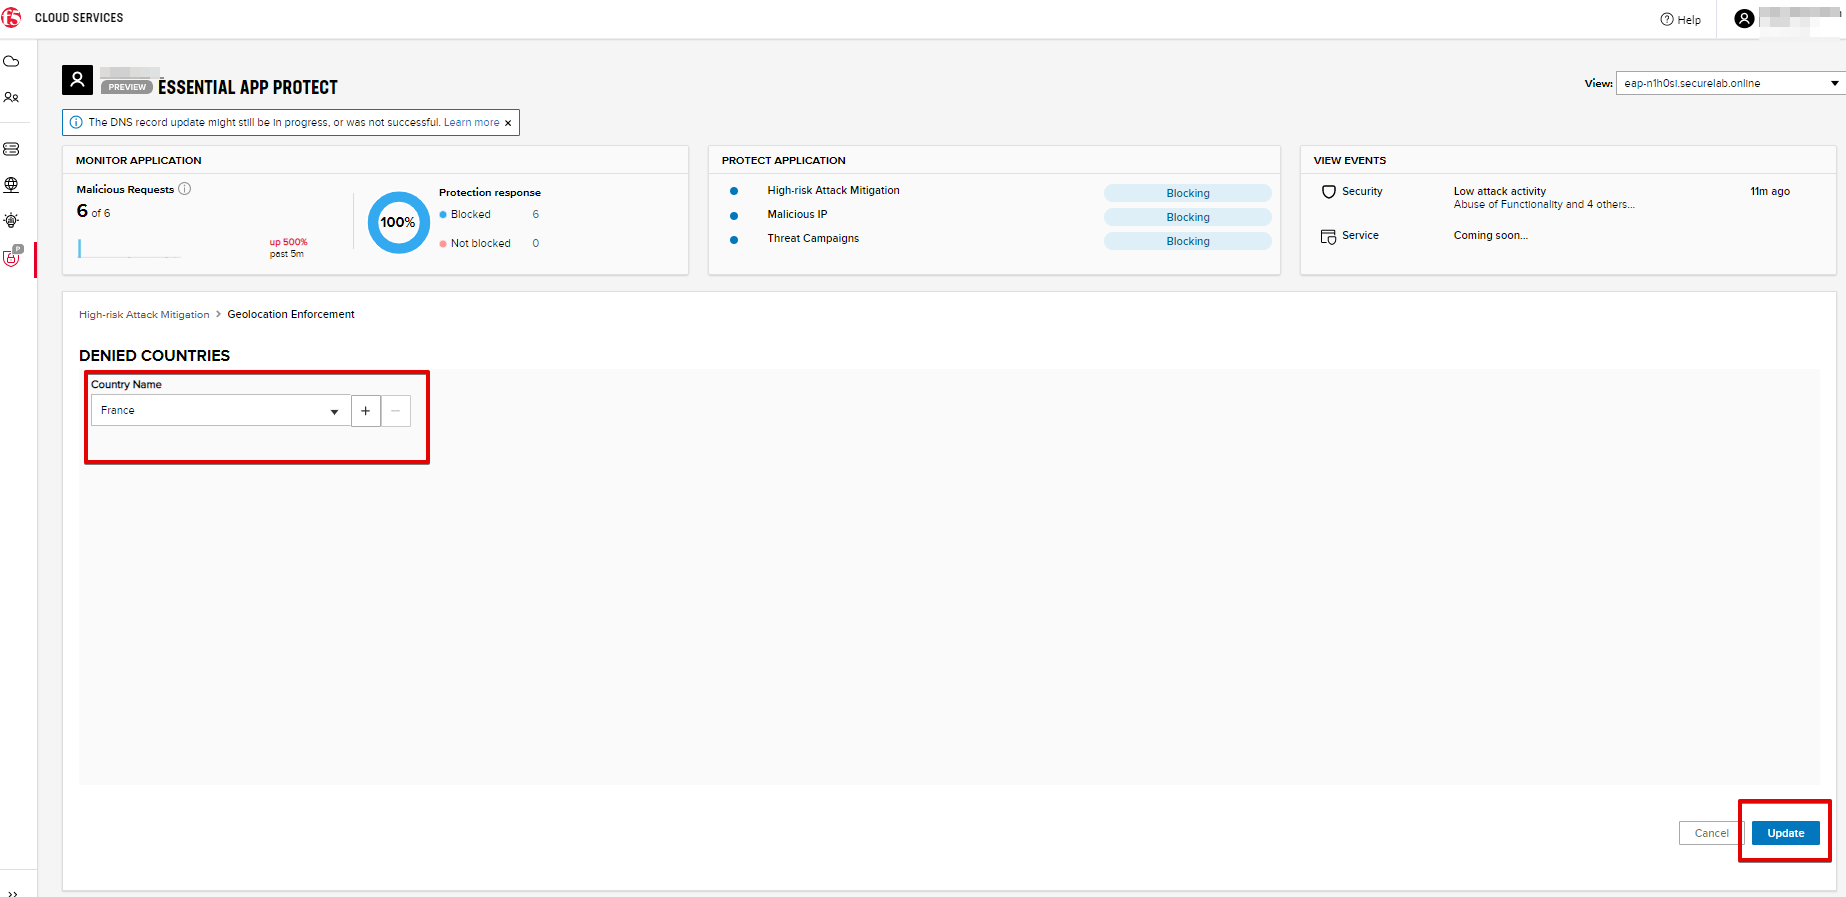 f5 CLOUD SERVICES
? Help
PREVIEW ESSENTIAL APP PROTECT
View: eap-n1h0sl.securelab.online
The DNS record update might still be in progress, or was not successful. Learn more ×
MONITOR APPLICATION
Malicious Requests i
6 of 6
up 500%
past 5m
100%
Protection response
Blocked 6
Not blocked 0
PROTECT APPLICATION
High-risk Attack Mitigation Blocking
Malicious IP Blocking
Threat Campaigns Blocking
VIEW EVENTS
Security Low attack activity 11m ago
Abuse of Functionality and 4 others...
Service Coming soon...
P
High-risk Attack Mitigation > Geolocation Enforcement
DENIED COUNTRIES
Country Name
France + −
Cancel Update
>>